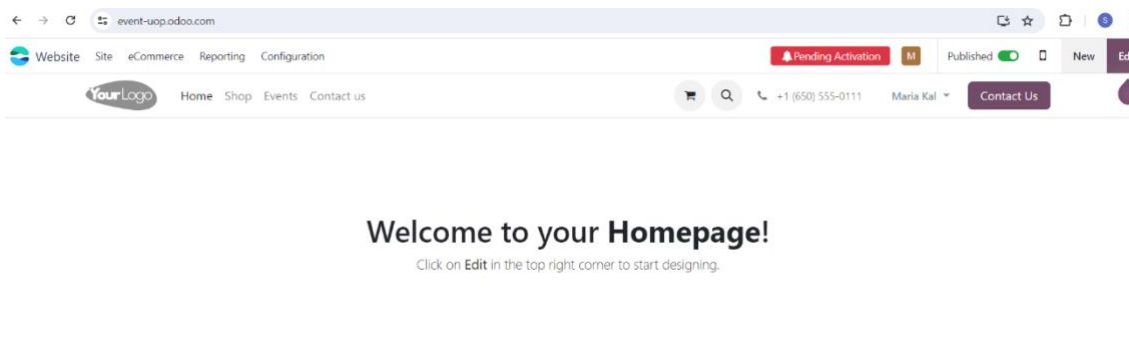 event-uop.odoo.com
S
Website Site eCommerce Reporting Configuration Pending Activation M Published New Ed
YourLogo Home Shop Events Contact us +1 (650) 555-0111 Maria Kal Contact Us
Welcome to your Homepage!
Click on Edit in the top right corner to start designing.